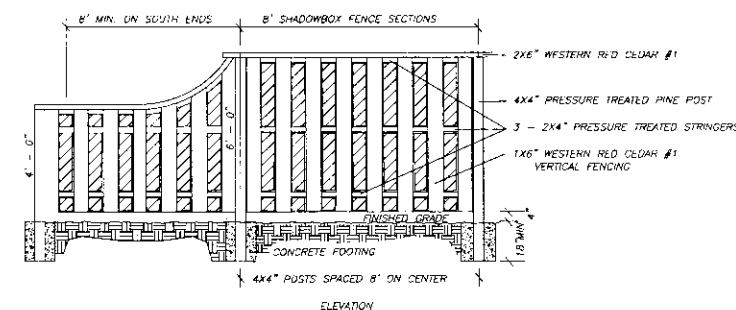 8' MIN. ON SOUTH ENDS
8' SHADOWBOX FENCE SECTIONS
2X6" WESTERN RED CEDAR #1
4X4" PRESSURE TREATED PINE POST
3 - 2X4" PRESSURE TREATED STRINGERS
1X6" WESTERN RED CEDAR #1
VERTICAL FENCING
4' - 0"
6' - 0"
FINISHED GRADE
4"
18" MIN
CONCRETE FOOTING
4X4" POSTS SPACED 8' ON CENTER
ELEVATION